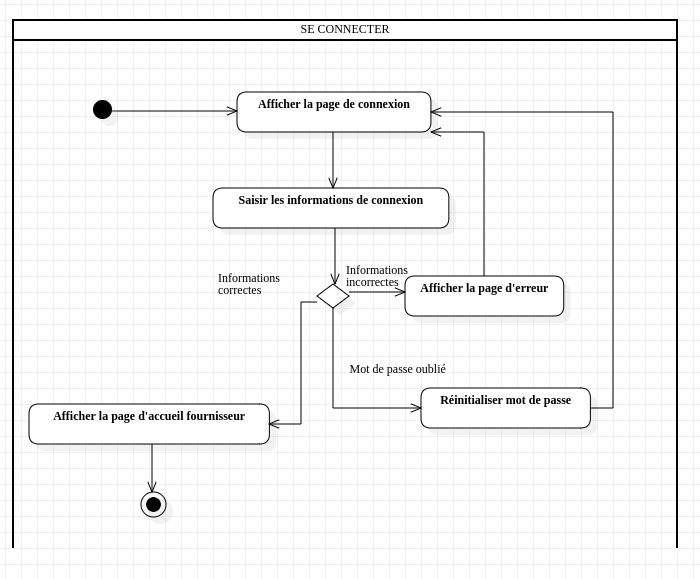 SE CONNECTER
Afficher la page de connexion
Saisir les informations de connexion
Informations
correctes
Informations
incorrectes
Afficher la page d'erreur
Mot de passe oublié
Réinitialiser mot de passe
Afficher la page d'accueil fournisseur